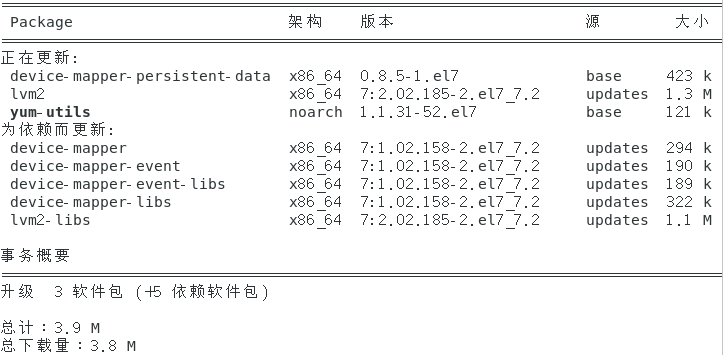 Package 架构 版本 源 大小
正在更新:
device-mapper-persistent-data x86_64 0.8.5-1.el7 base 423 k
lvm2 x86_64 7:2.02.185-2.el7_7.2 updates 1.3 M
yum-utils noarch 1.1.31-52.el7 base 121 k
为依赖而更新:
device-mapper x86_64 7:1.02.158-2.el7_7.2 updates 294 k
device-mapper-event x86_64 7:1.02.158-2.el7_7.2 updates 190 k
device-mapper-event-libs x86_64 7:1.02.158-2.el7_7.2 updates 189 k
device-mapper-libs x86_64 7:1.02.158-2.el7_7.2 updates 322 k
lvm2-libs x86_64 7:2.02.185-2.el7_7.2 updates 1.1 M
事务概要
升级 3 软件包 (+5 依赖软件包)
总计：3.9 M
总下载量：3.8 M